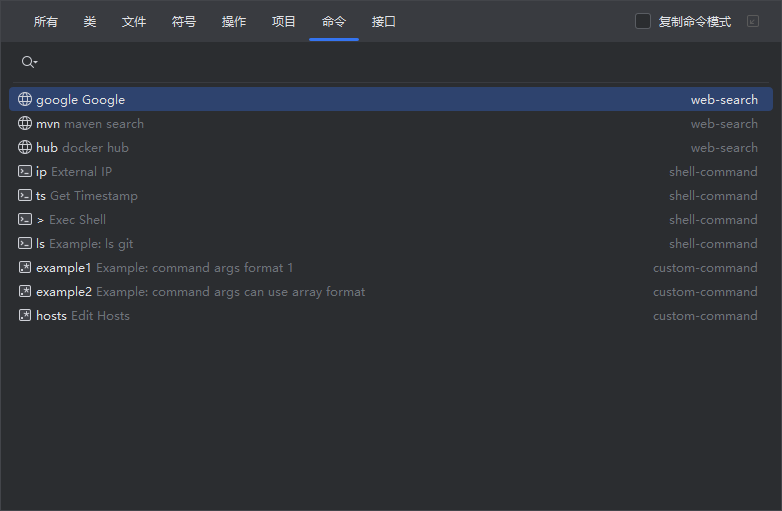 所有 类 文件 符号 操作 项目 命令 接口 复制命令模式
google Google web-search
mvn maven search web-search
hub docker hub web-search
ip External IP shell-command
ts Get Timestamp shell-command
> Exec Shell shell-command
ls Example: ls git shell-command
example1 Example: command args format 1 custom-command
example2 Example: command args can use array format custom-command
hosts Edit Hosts custom-command